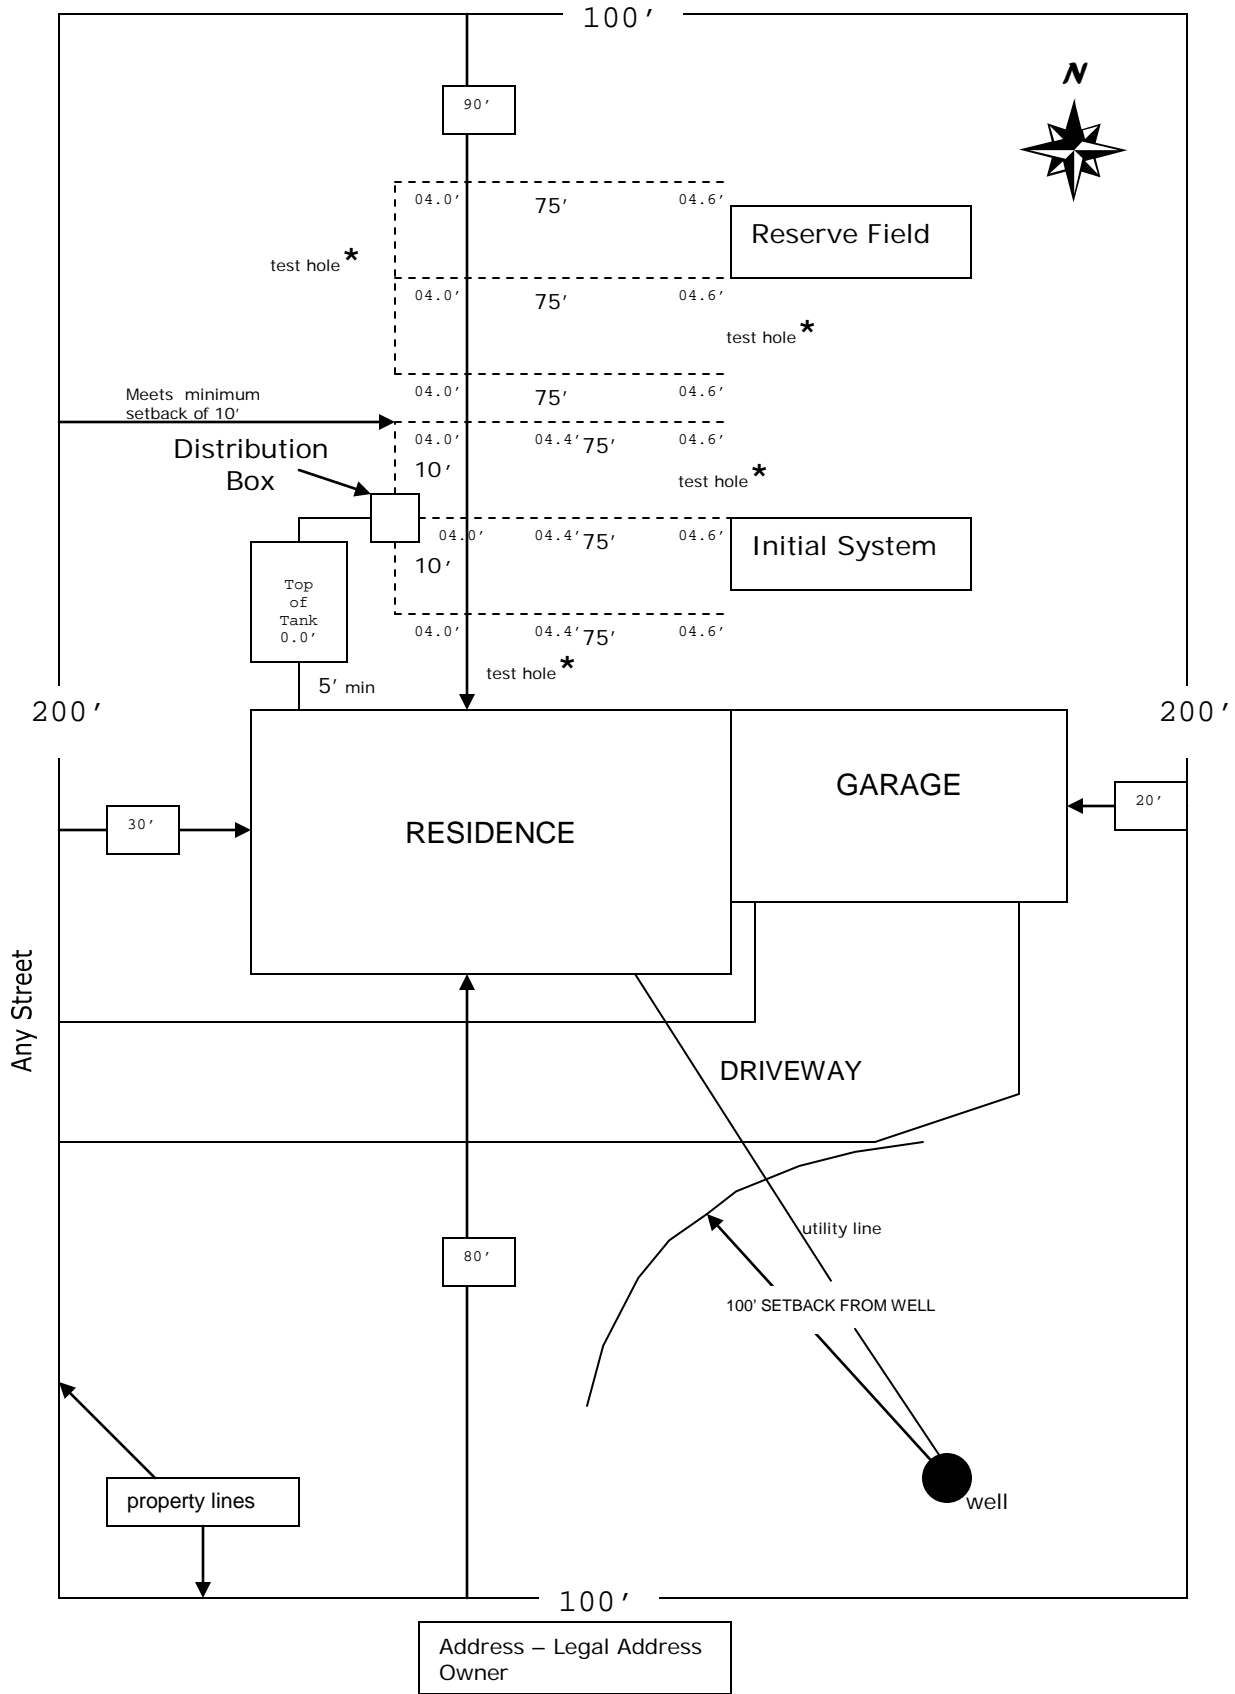 100'
N
90'
04.0' 75' 04.6'
Reserve Field
test hole*
04.0' 75' 04.6'
test hole*
Meets minimum
setback of 10'
04.0' 75' 04.6'
04.0' 04.4' 75' 04.6'
Distribution
Box
10'
test hole*
04.0' 04.4' 75' 04.6'
Initial System
10'
Top
of
Tank
0.0'
04.0' 04.4' 75' 04.6'
test hole*
5' min
200'
200'
GARAGE
20'
30'
RESIDENCE
Any Street
DRIVEWAY
utility line
80'
100' SETBACK FROM WELL
property lines
well
100'
Address – Legal Address
Owner